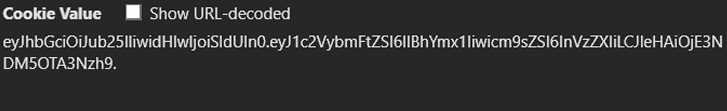 Cookie Value Show URL-decoded
eyJhbGciOiJub25lIiwidHlwIjoiSldUIn0.eyJ1c2VybmFtZSI6IlBhYmx1Iiwicm9sZSI6InVzZXIiLCJleHAiOjE3N
DM5OTA3Nzh9.